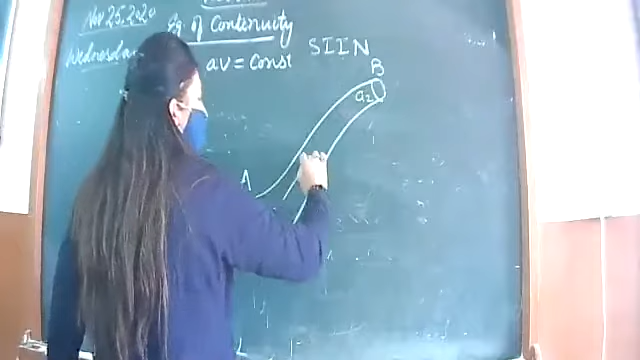 Nov 25, 2020
Eq. of Continuity
Wednesda
av = Const
SIIN
B
a2
A